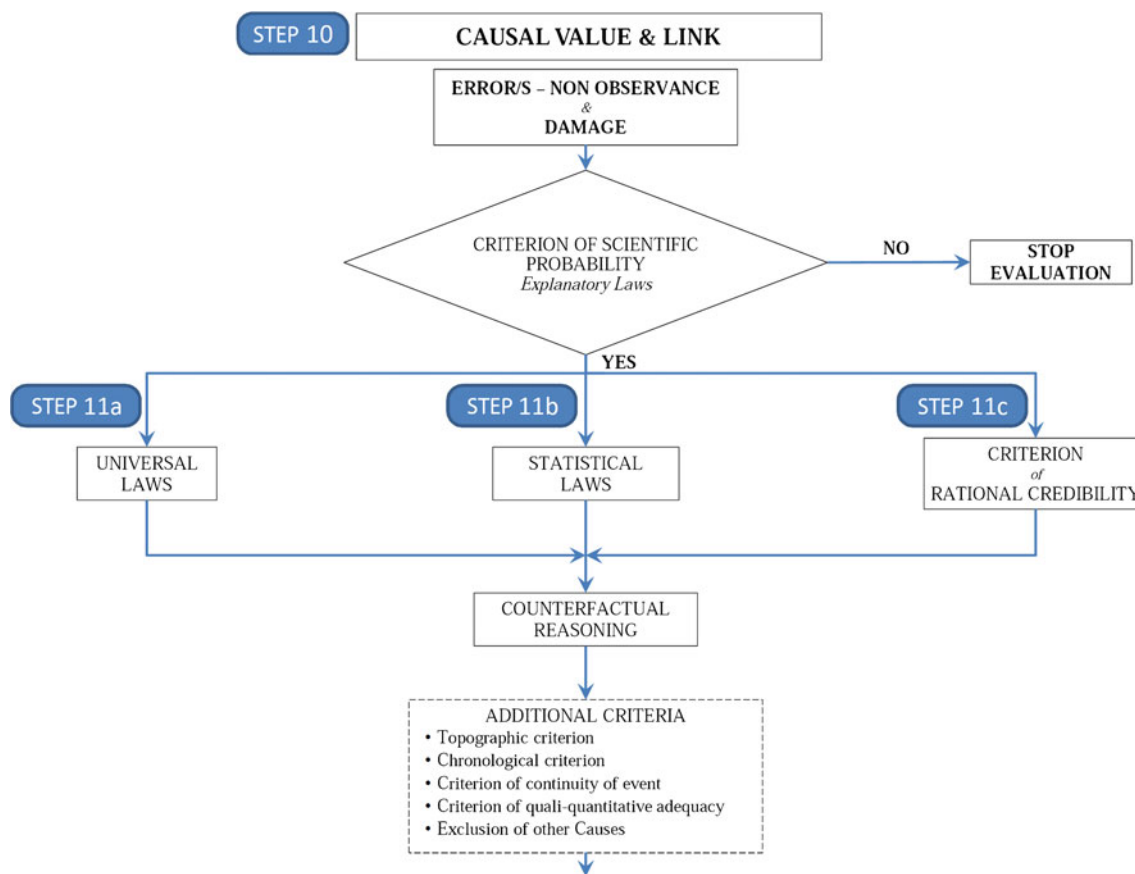 STEP 10
CAUSAL VALUE & LINK
ERROR/S – NON OBSERVANCE
&
DAMAGE
CRITERION OF SCIENTIFIC
PROBABILITY
Explanatory Laws
NO
STOP
EVALUATION
YES
STEP 11a
STEP 11b
STEP 11c
UNIVERSAL
LAWS
STATISTICAL
LAWS
CRITERION
of
RATIONAL CREDIBILITY
COUNTERFACTUAL
REASONING
ADDITIONAL CRITERIA
• Topographic criterion
• Chronological criterion
• Criterion of continuity of event
• Criterion of quali-quantitative adequacy
• Exclusion of other Causes